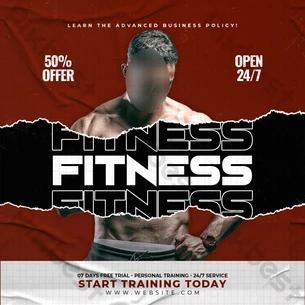 LEARN THE ADVANCED BUSINESS POLICY!
50%
OFFER
OPEN
24/7
FITNESS
FITNESS
FITNESS
07 DAYS FREE TRIAL - PERSONAL TRAINING - 24/7 SERVICE
START TRAINING TODAY
WWW.WEBSITE.COM